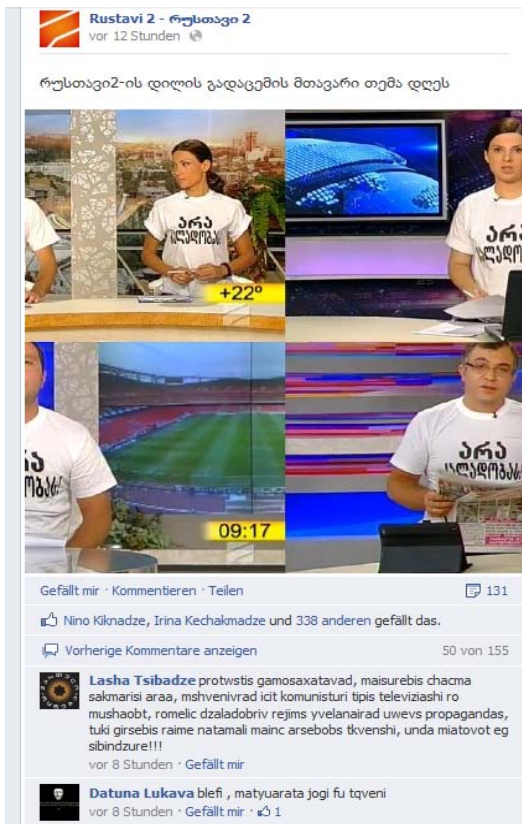 Rustavi 2 - რუსთავი 2
vor 12 Stunden
რუსთავი2-ის დილის გადაცემის მთავარი თემა დღეს
არა
+22°
არა
არა
09:17
Gefällt mir · Kommentieren · Teilen
131
Nino Kiknadze, Irina Kechakmadze und 338 anderen gefällt das.
Vorherige Kommentare anzeigen
50 von 155
Lasha Tsibadze protwstis gamosaxatavad, maisurebis chacma
sakmarisi araa, mshvenivrad icit komunisturi tipis televiziashi ro
mushaobt, romelic dzaladobriv rejims yvelanairad uwevs propagandas,
tuki girsebis raime natamali mainc arsebobs tkvenshi, unda miatovot eg
sibindzure!!!
vor 8 Stunden · Gefällt mir
Datuna Lukava blefi , matyuarata jogi fu tqveni
vor 8 Stunden · Gefällt mir · 1